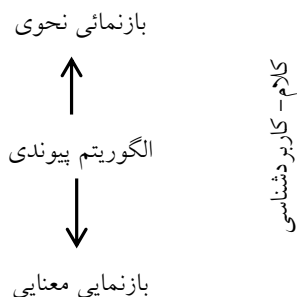 بازنمائی نحوی
الگوریتم پیوندی
بازنمایی معنایی
کلام - کاربردشناسی